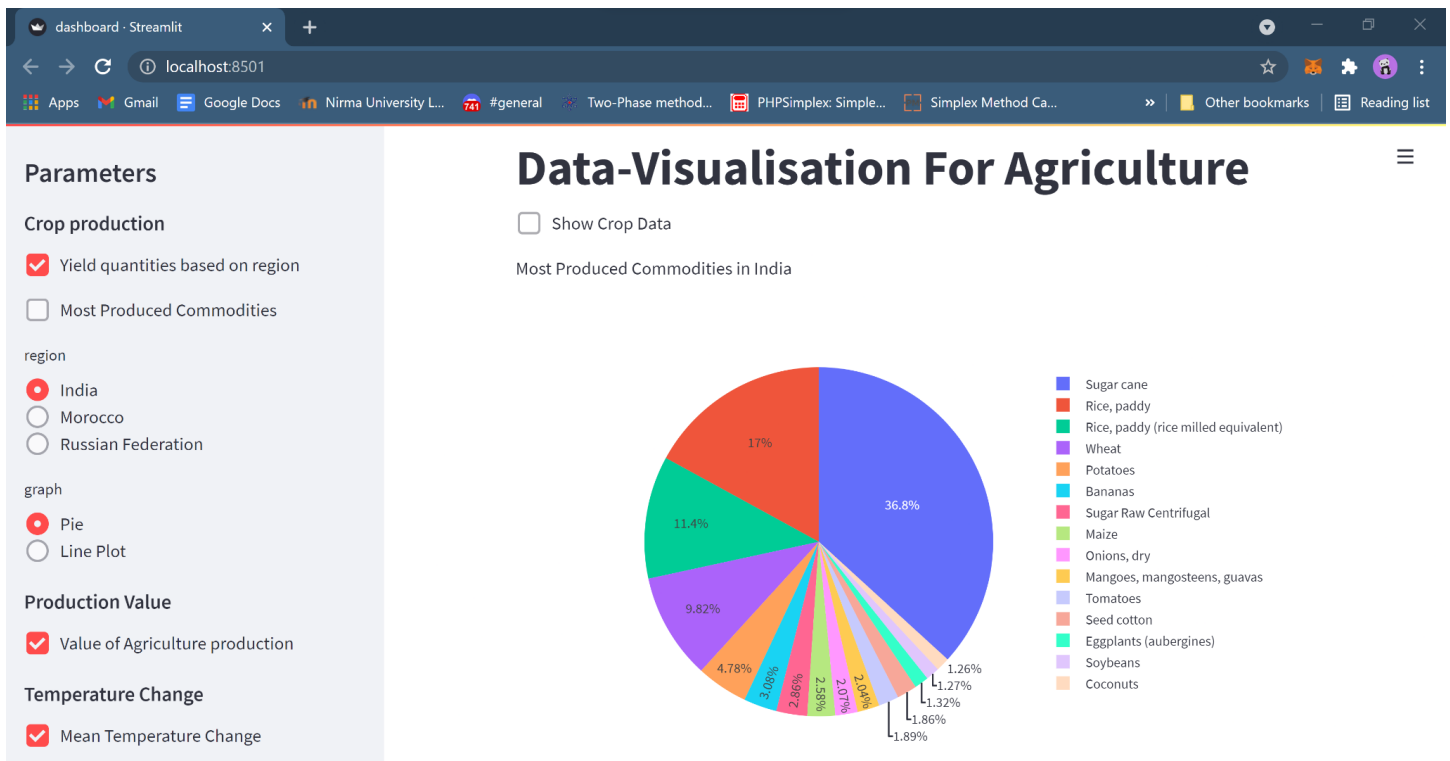 dashboard · Streamlit
localhost:8501
Apps Gmail Google Docs Nirma University L... 741 #general Two-Phase method... PHPSimplex: Simple... Simplex Method Ca... » Other bookmarks Reading list
Parameters
Crop production
Yield quantities based on region
Most Produced Commodities
region
India
Morocco
Russian Federation
graph
Pie
Line Plot
Production Value
Value of Agriculture production
Temperature Change
Mean Temperature Change
Data-Visualisation For Agriculture
Show Crop Data
Most Produced Commodities in India
17%
36.8%
11.4%
9.82%
4.78%
3.08%
2.86%
2.58%
2.07%
2.04%
1.89%
1.86%
1.32%
1.27%
1.26%
Sugar cane
Rice, paddy
Rice, paddy (rice milled equivalent)
Wheat
Potatoes
Bananas
Sugar Raw Centrifugal
Maize
Onions, dry
Mangoes, mangosteens, guavas
Tomatoes
Seed cotton
Eggplants (aubergines)
Soybeans
Coconuts